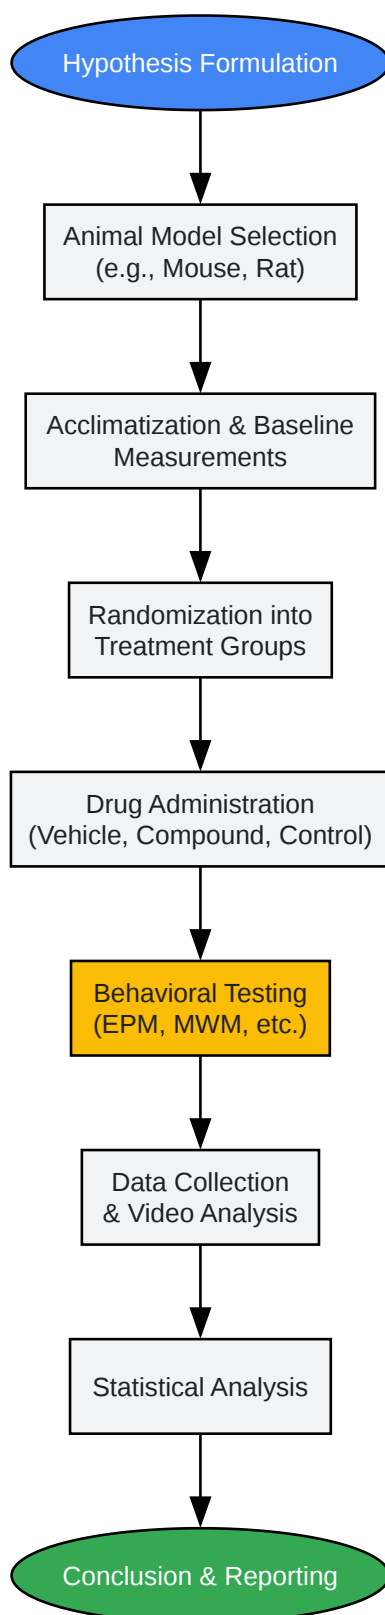 Hypothesis Formulation
Animal Model Selection
(e.g., Mouse, Rat)
Acclimatization & Baseline
Measurements
Randomization into
Treatment Groups
Drug Administration
(Vehicle, Compound, Control)
Behavioral Testing
(EPM, MWM, etc.)
Data Collection
& Video Analysis
Statistical Analysis
Conclusion & Reporting